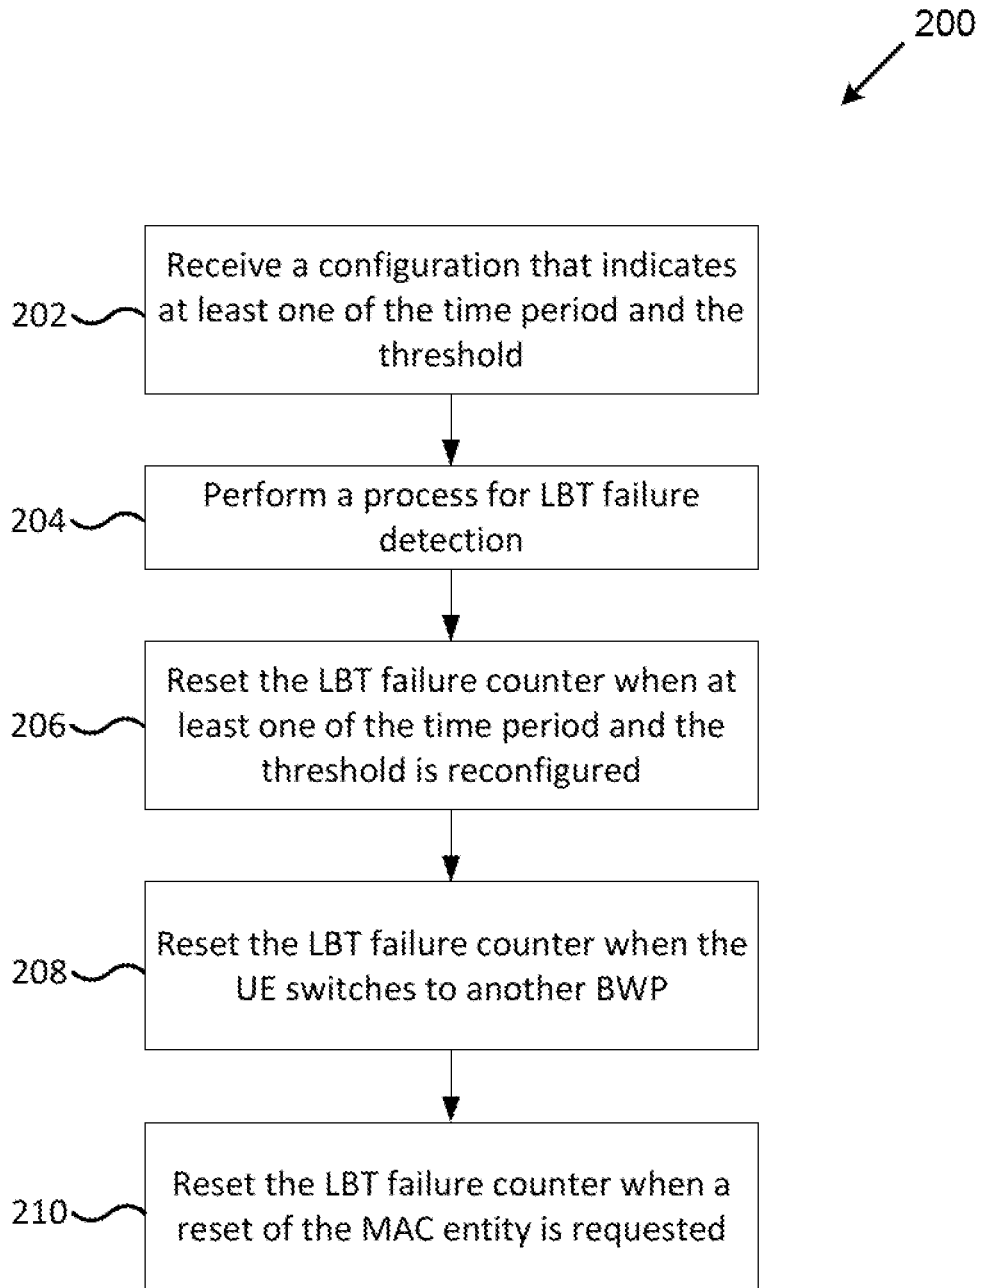 200
202
Receive a configuration that indicates
at least one of the time period and the
threshold
204
Perform a process for LBT failure
detection
206
Reset the LBT failure counter when at
least one of the time period and the
threshold is reconfigured
208
Reset the LBT failure counter when the
UE switches to another BWP
210
Reset the LBT failure counter when a
reset of the MAC entity is requested